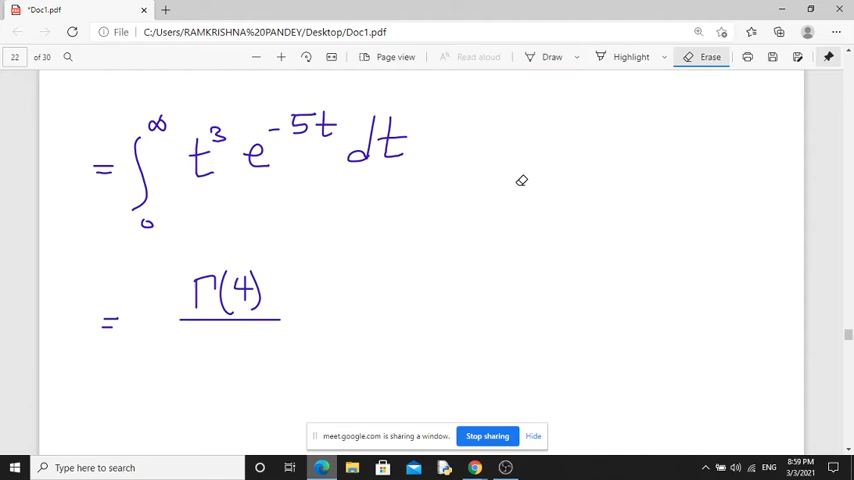 *Doc1.pdf
File C:/Users/RAMKRISHNA%20PANDEY/Desktop/Doc1.pdf
22 of 30 Page view Read aloud Draw Highlight Erase
= ∫₀^∞ t³ e^{-5t} dt
= Γ(4)
meet.google.com is sharing a window. Stop sharing Hide
Type here to search
ENG
8:59 PM
3/3/2021